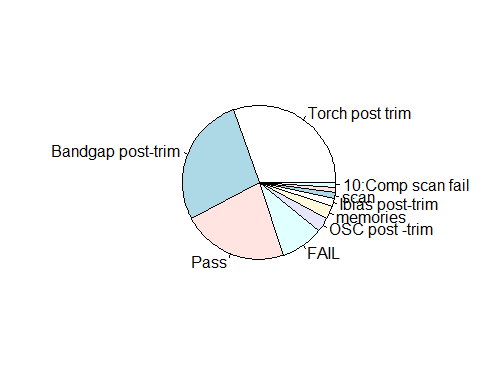 Torch post trim
Bandgap post-trim
Pass
FAIL
OSC post -trim
memories
Ibias post-trim
scan
10:Comp scan fail